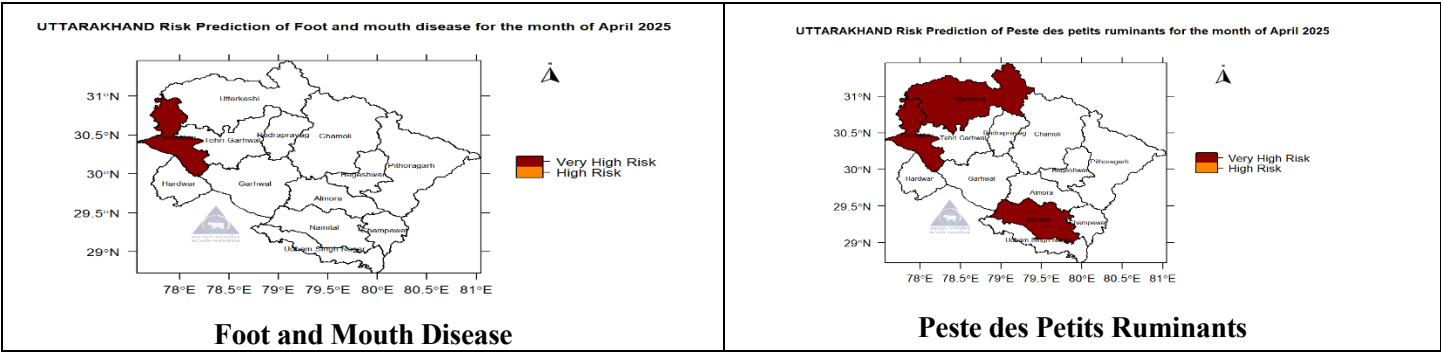 UTTARAKHAND Risk Prediction of Foot and mouth disease for the month of April 2025
N
31°N
30.5°N
30°N
29.5°N
29°N
78°E 78.5°E 79°E 79.5°E 80°E 80.5°E 81°E
Uttarkashi
Tehri Garhwal
Rudraprayag
Chamoli
Pithoragarh
Bageshwar
Hardwar
Garhwal
Almora
Nainital
Champawat
Udham Singh Nagar
Very High Risk
High Risk
Foot and Mouth Disease
UTTARAKHAND Risk Prediction of Peste des petits ruminants for the month of April 2025
N
31°N
30.5°N
30°N
29.5°N
29°N
78°E 78.5°E 79°E 79.5°E 80°E 80.5°E 81°E
Uttarkashi
Tehri Garhwal
Rudraprayag
Chamoli
Pithoragarh
Bageshwar
Hardwar
Garhwal
Almora
Nainital
Champawat
Udham Singh Nagar
Very High Risk
High Risk
Peste des Petits Ruminants